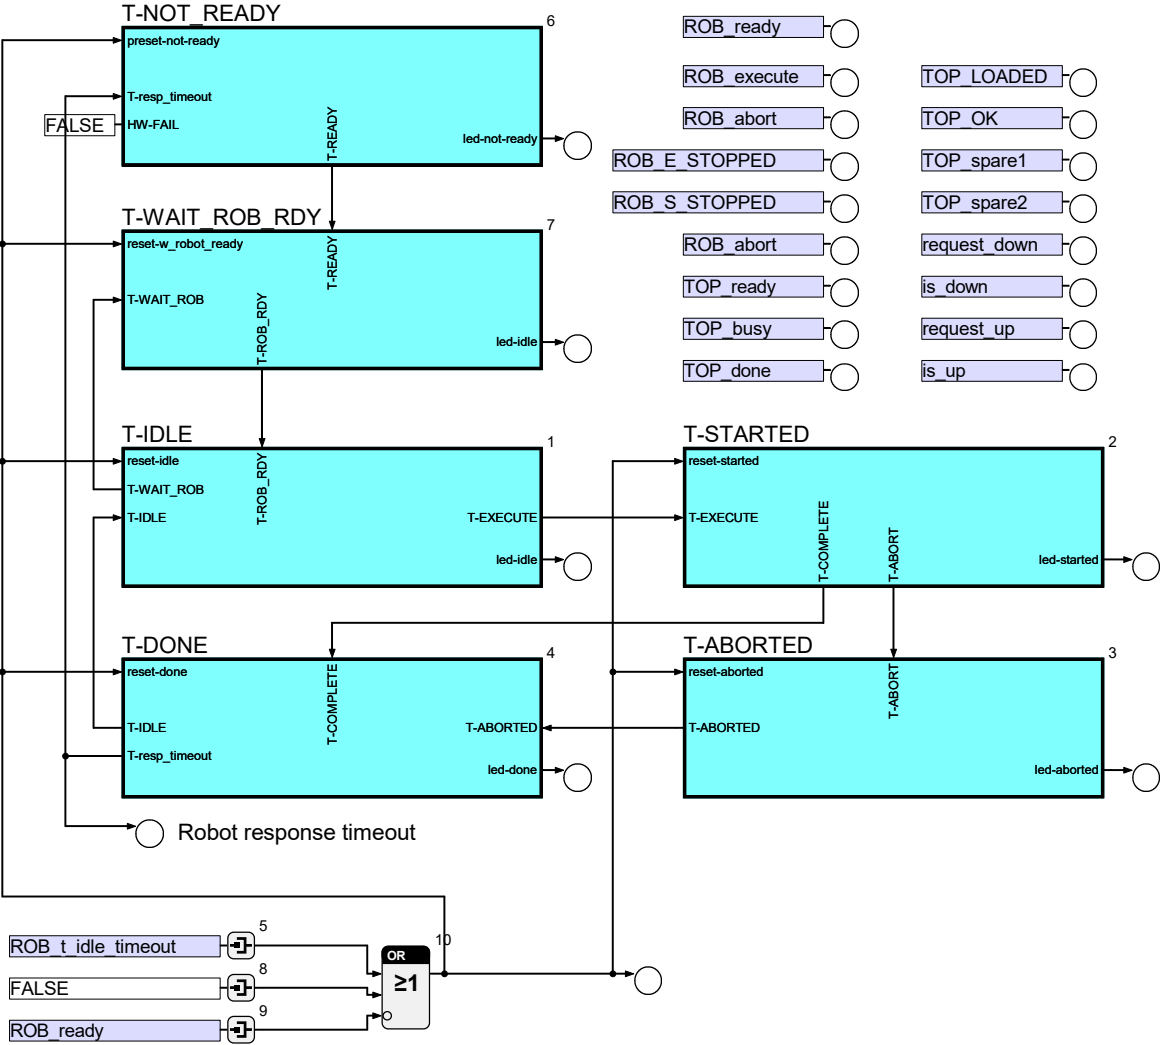 T-NOT_READY
6
preset-not-ready
T-resp_timeout
FALSE
HW-FAIL
T-READY
led-not-ready
ROB_ready
ROB_execute
ROB_abort
ROB_E_STOPPED
ROB_S_STOPPED
ROB_abort
TOP_ready
TOP_busy
TOP_done
TOP_LOADED
TOP_OK
TOP_spare1
TOP_spare2
request_down
is_down
request_up
is_up
T-WAIT_ROB_RDY
7
reset-w_robot_ready
T-READY
T-WAIT_ROB
T-ROB_RDY
led-idle
T-IDLE
1
reset-idle
T-WAIT_ROB
T-IDLE
T-ROB_RDY
T-EXECUTE
led-idle
T-STARTED
2
reset-started
T-EXECUTE
T-COMPLETE
T-ABORT
led-started
T-DONE
4
reset-done
T-COMPLETE
T-IDLE
T-resp_timeout
T-ABORTED
led-done
T-ABORTED
3
reset-aborted
T-ABORT
T-ABORTED
led-aborted
Robot response timeout
ROB_t_idle_timeout
5
FALSE
8
ROB_ready
9
10
OR
≥1